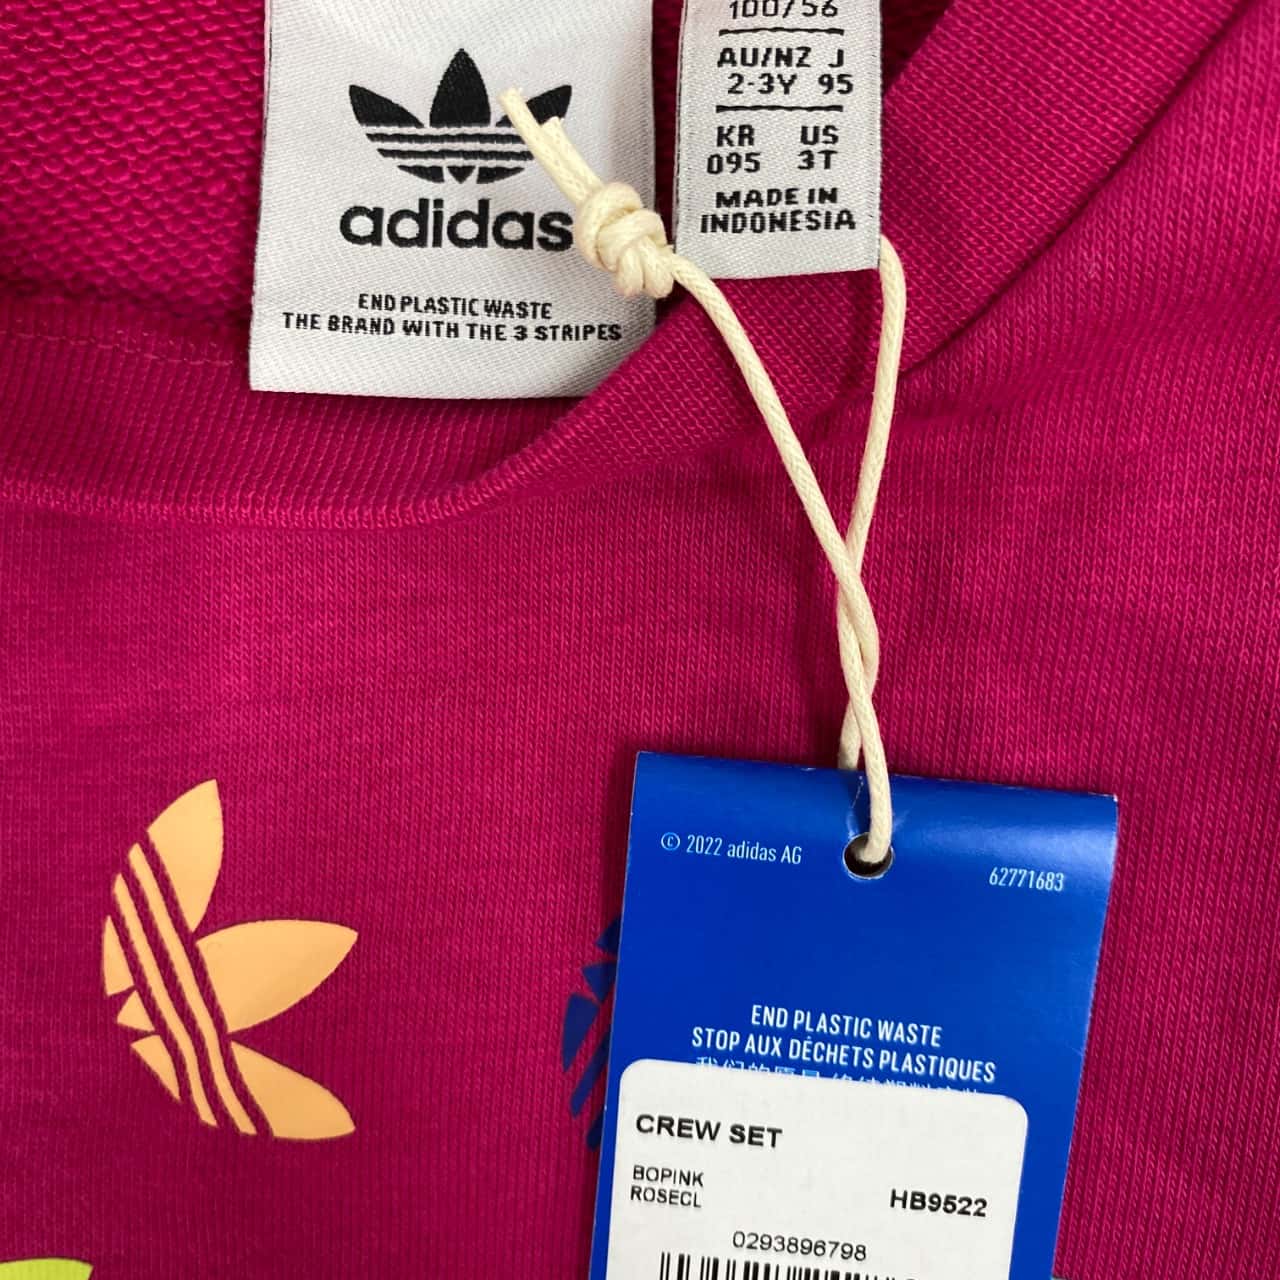 adidas
END PLASTIC WASTE
THE BRAND WITH THE 3 STRIPES
100/56
AU/NZ J
2-3Y 95
KR US
095 3T
MADE IN
INDONESIA
© 2022 adidas AG
62771683
END PLASTIC WASTE
STOP AUX DÉCHETS PLASTIQUES
CREW SET
BOPINK
ROSECL
HB9522
0293896798